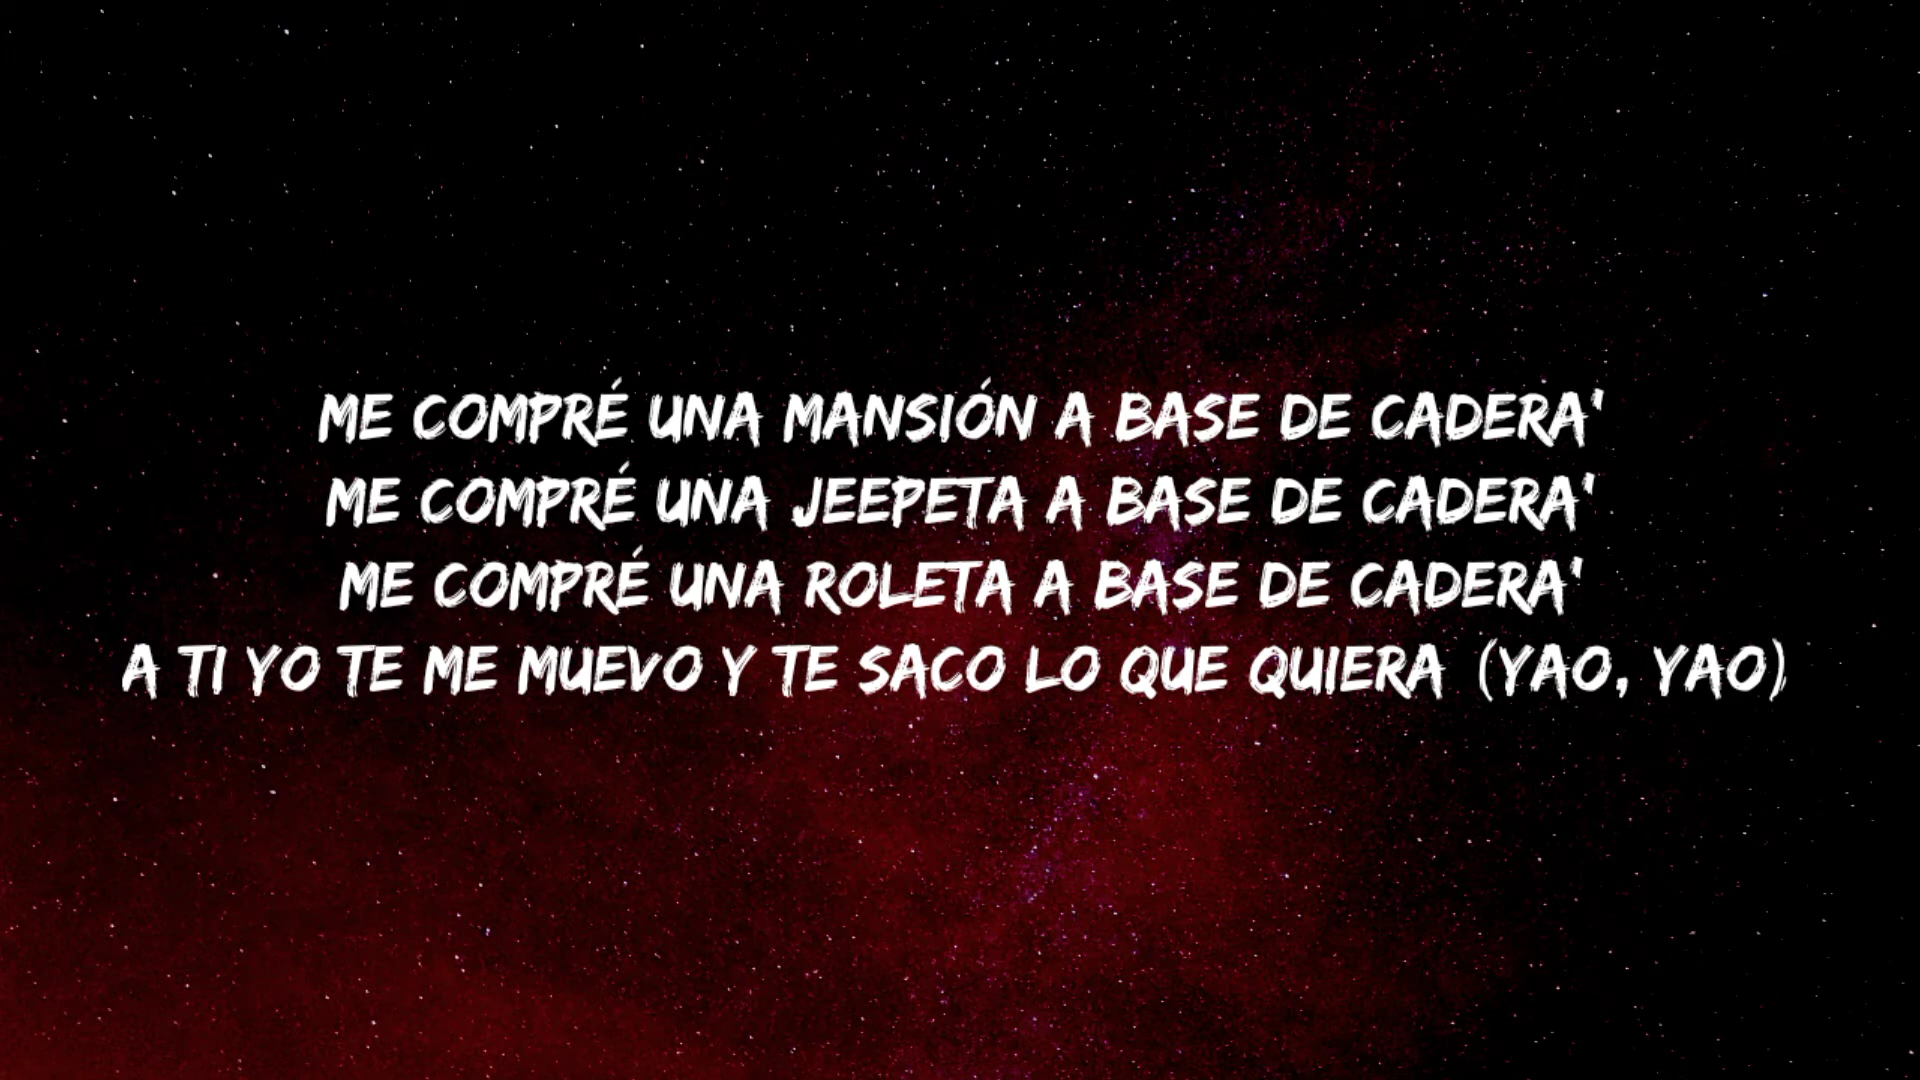 ME COMPRÉ UNA MANSIÓN A BASE DE CADERA'
ME COMPRÉ UNA JEEPETA A BASE DE CADERA'
ME COMPRÉ UNA ROLETA A BASE DE CADERA'
A TI YO TE ME MUEVO Y TE SACO LO QUE QUIERA (YAO, YAO)